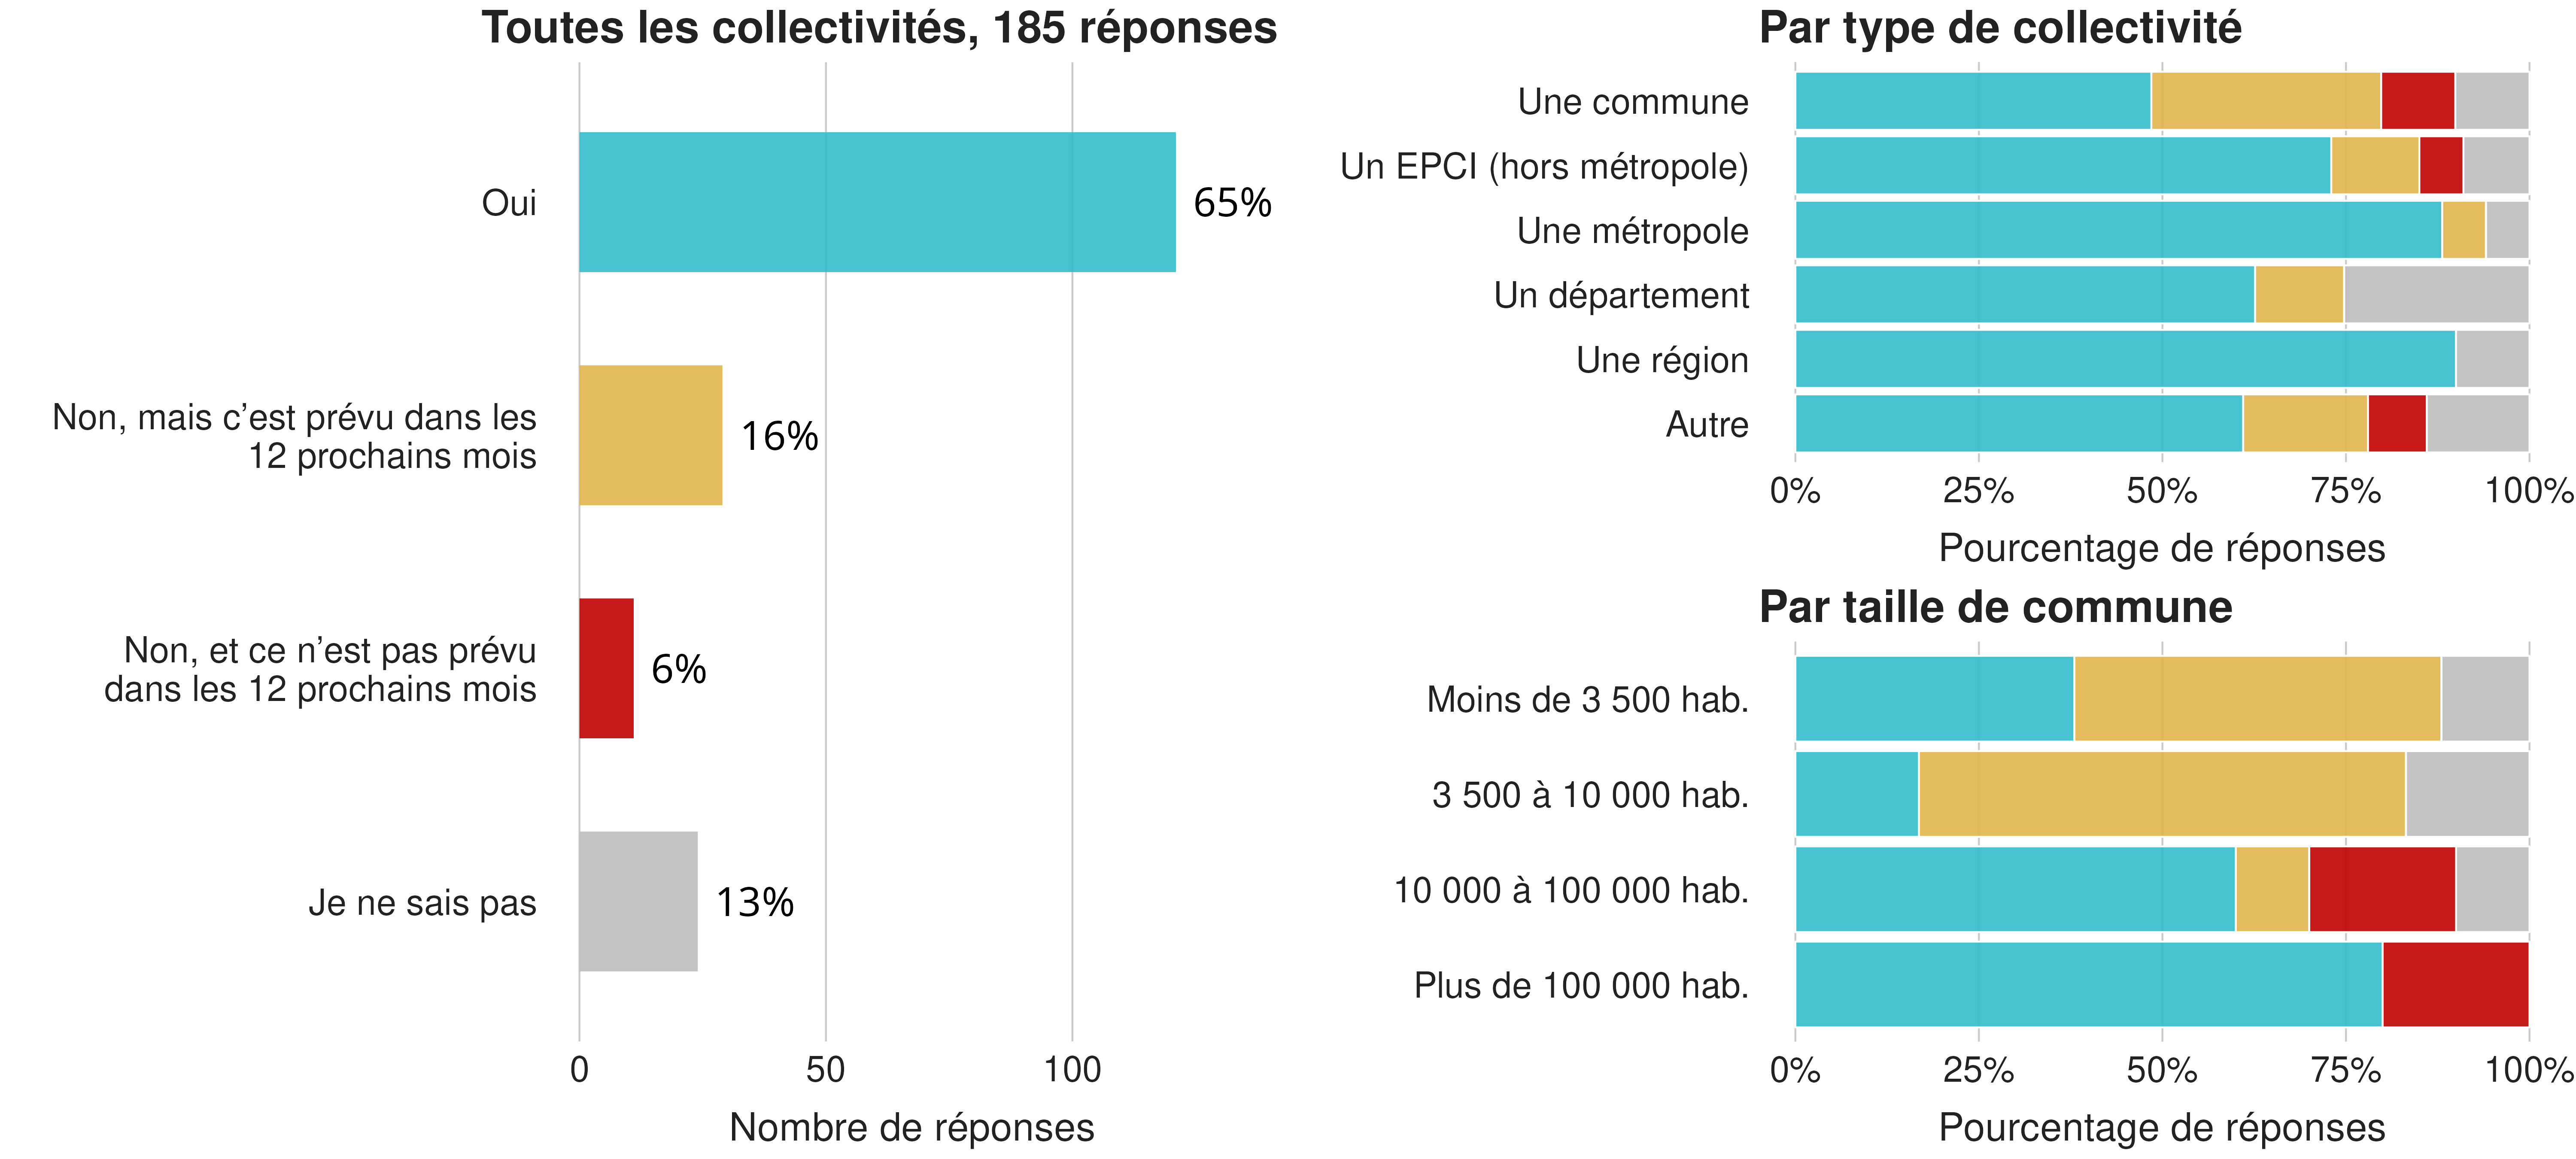 Toutes les collectivités, 185 réponses
Oui
65%
Non, mais c’est prévu dans les
12 prochains mois
16%
Non, et ce n’est pas prévu
dans les 12 prochains mois
6%
Je ne sais pas
13%
0 50 100
Nombre de réponses
Par type de collectivité
Une commune
Un EPCI (hors métropole)
Une métropole
Un département
Une région
Autre
0% 25% 50% 75% 100%
Pourcentage de réponses
Par taille de commune
Moins de 3 500 hab.
3 500 à 10 000 hab.
10 000 à 100 000 hab.
Plus de 100 000 hab.
0% 25% 50% 75% 100%
Pourcentage de réponses